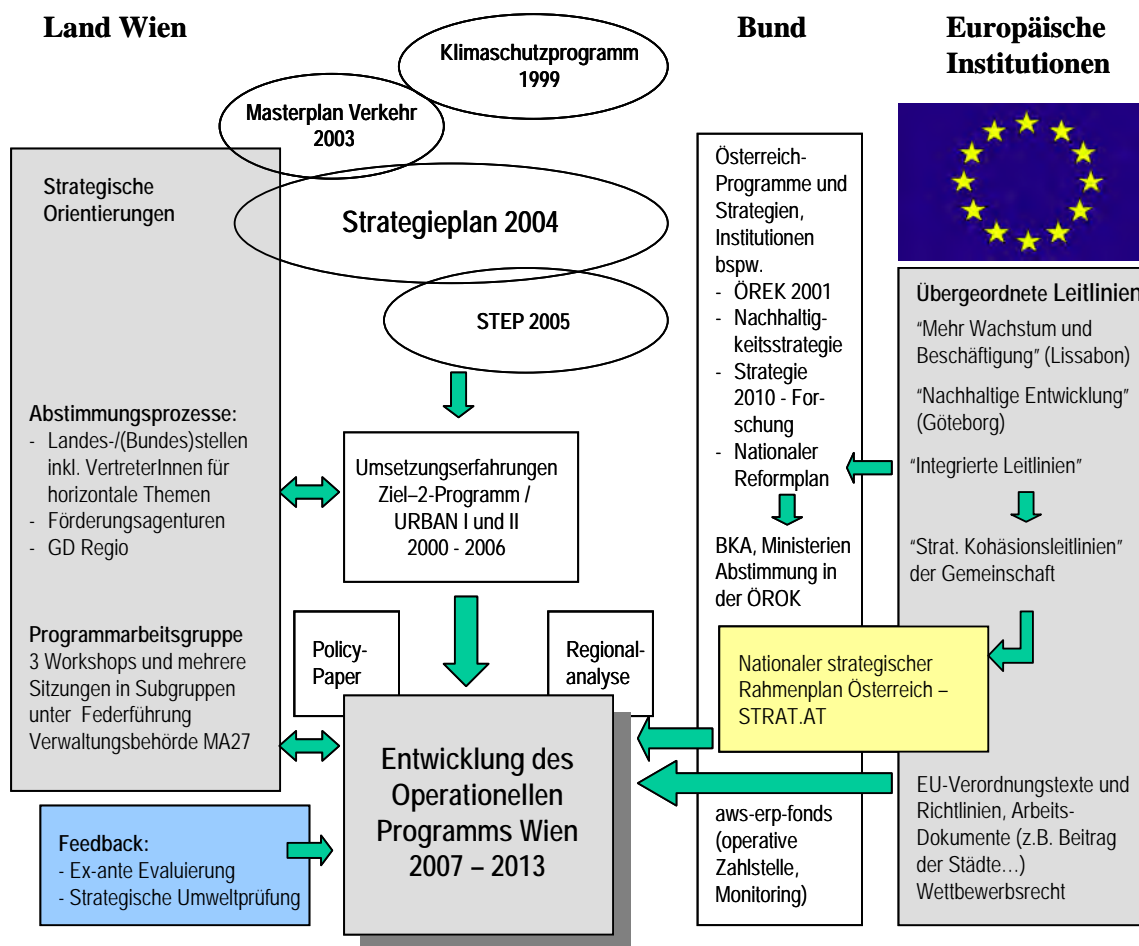 Land Wien
Bund
Europäische
Institutionen
Klimaschutzprogramm
1999
Masterplan Verkehr
2003
Strategieplan 2004
STEP 2005
Strategische
Orientierungen
Abstimmungsprozesse:
- Landes-/(Bundes)stellen
inkl. VertreterInnen für
horizontale Themen
- Förderungsagenturen
- GD Regio
Programmarbeitsgruppe
3 Workshops und mehrere
Sitzungen in Subgruppen
unter Federführung
Verwaltungsbehörde MA27
Feedback:
- Ex-ante Evaluierung
- Strategische Umweltprüfung
Umsetzungserfahrungen
Ziel–2-Programm /
URBAN I und II
2000 - 2006
Policy-
Paper
Regional-
analyse
Entwicklung des
Operationellen
Programms Wien
2007 – 2013
Österreich-
Programme und
Strategien,
Institutionen
bspw.
- ÖREK 2001
- Nachhaltig-
keitsstrategie
- Strategie
2010 - For-
schung
- Nationaler
Reformplan
BKA, Ministerien
Abstimmung in
der ÖROK
Nationaler strategischer
Rahmenplan Österreich –
STRAT.AT
aws-erp-fonds
(operative
Zahlstelle,
Monitoring)
Übergeordnete Leitlinien
“Mehr Wachstum und
Beschäftigung” (Lissabon)
“Nachhaltige Entwicklung”
(Göteborg)
“Integrierte Leitlinien”
“Strat. Kohäsionsleitlinien”
der Gemeinschaft
EU-Verordnungstexte und
Richtlinien, Arbeits-
Dokumente (z.B. Beitrag
der Städte…)
Wettbewerbsrecht